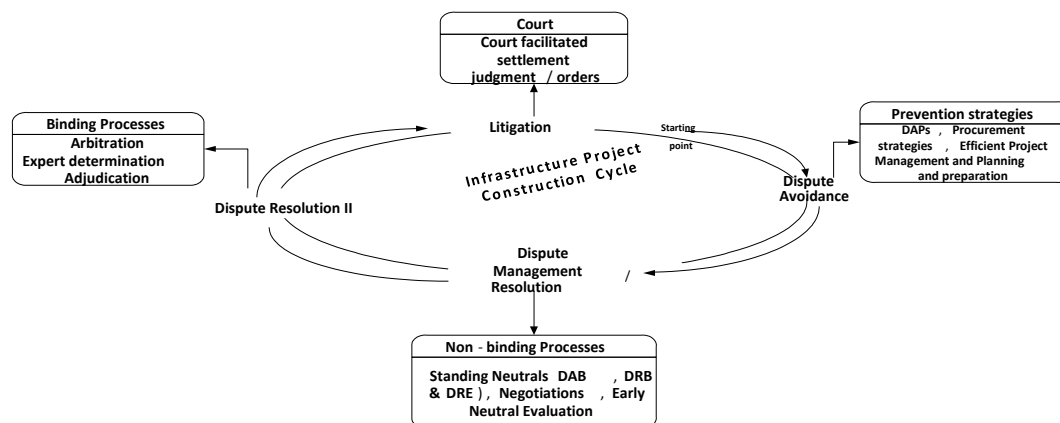 Court
Court facilitated
settlement
judgment / orders
Binding Processes
Arbitration
Expert determination
Adjudication
Litigation
Starting
point
Prevention strategies
DAPs , Procurement
strategies , Efficient Project
Management and Planning
and preparation
Infrastructure Project
Construction Cycle
Dispute
Avoidance
Dispute Resolution II
Dispute
Management
Resolution /
Non - binding Processes
Standing Neutrals DAB , DRB
& DRE ) , Negotiations , Early
Neutral Evaluation